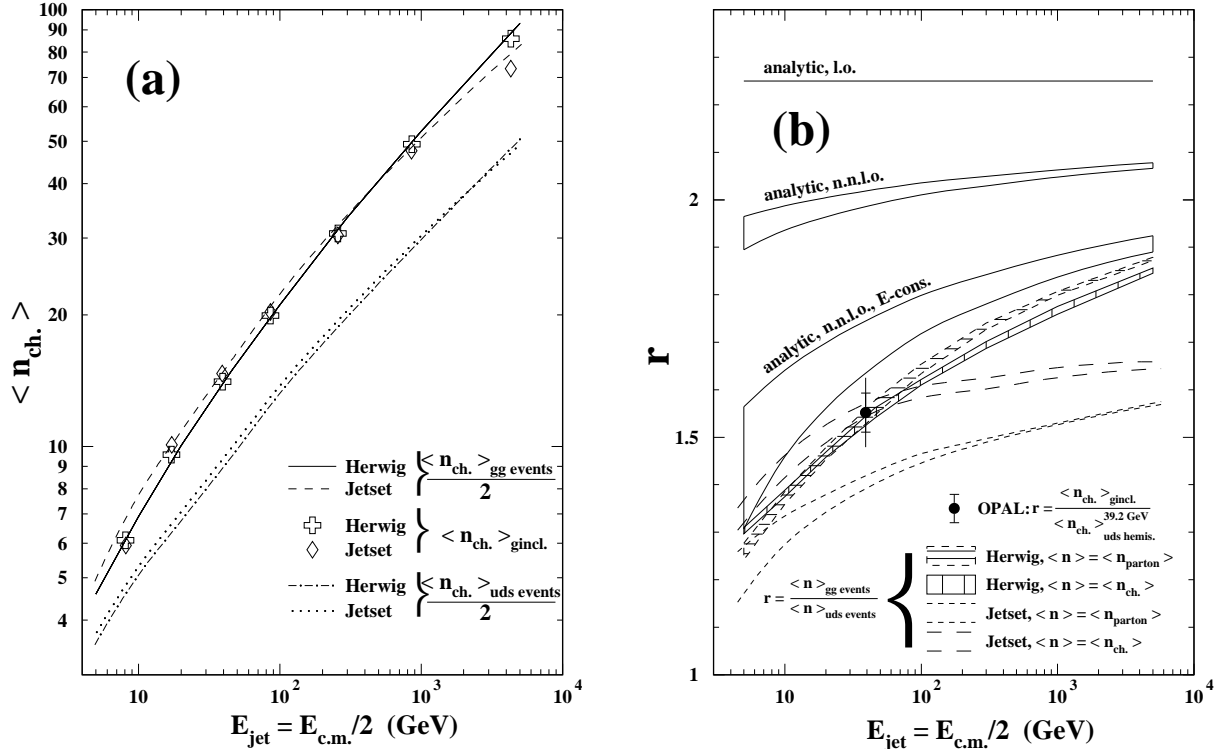 (a)
100
90
80
70
60
50
40
30
20
10
9
8
7
6
5
4
< n_ch. >
10 10^2 10^3 10^4
E_jet = E_c.m./2 (GeV)
Herwig
Jetset
< n_ch. >_gg events
2
Herwig
Jetset
< n_ch. >_gincl.
Herwig
Jetset
< n_ch. >_uds events
2
(b)
analytic, l.o.
analytic, n.n.l.o.
analytic, n.n.l.o., E-cons.
2
1.5
1
r
OPAL: r = < n_ch. >_gincl.
< n_ch. >^39.2 GeV_uds hemis.
r = < n >_gg events
< n >_uds events
Herwig, < n > = < n_parton >
Herwig, < n > = < n_ch. >
Jetset, < n > = < n_parton >
Jetset, < n > = < n_ch. >
10 10^2 10^3 10^4
E_jet = E_c.m./2 (GeV)